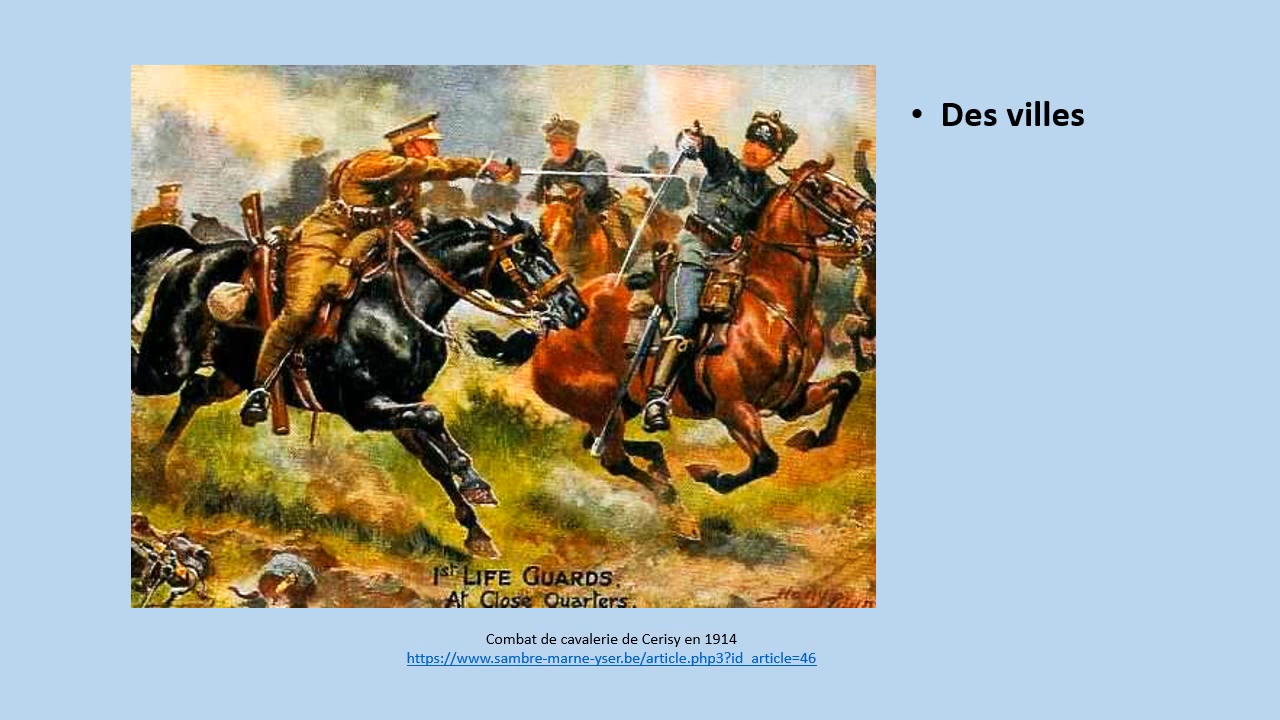 • Des villes
1st LIFE GUARDS.
At Close Quarters.
Combat de cavalerie de Cerisy en 1914
https://www.sambre-marne-yser.be/article.php3?id_article=46